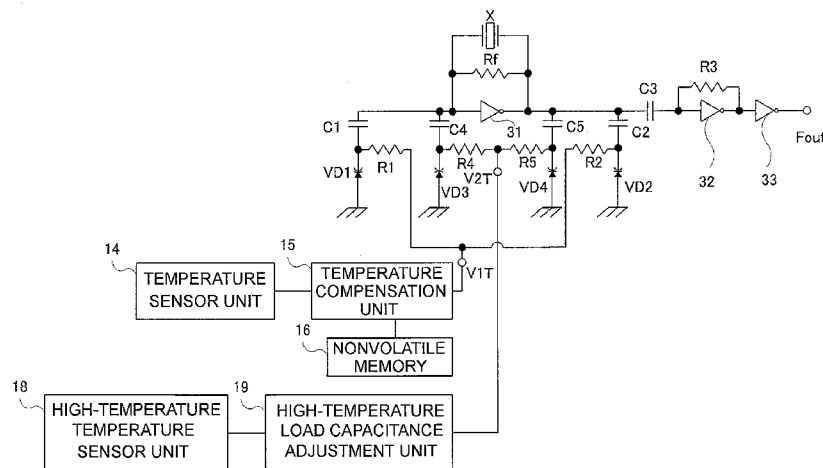 X
Rf
R3
C3
C1
C4
31
C5
C2
Fout
R1
R4
R5
R2
32
33
VD1
VD3
V2T
VD4
VD2
14
15
V1T
TEMPERATURE
SENSOR UNIT
TEMPERATURE
COMPENSATION
UNIT
16
NONVOLATILE
MEMORY
18
19
HIGH-TEMPERATURE
TEMPERATURE
SENSOR UNIT
HIGH-TEMPERATURE
LOAD CAPACITANCE
ADJUSTMENT UNIT